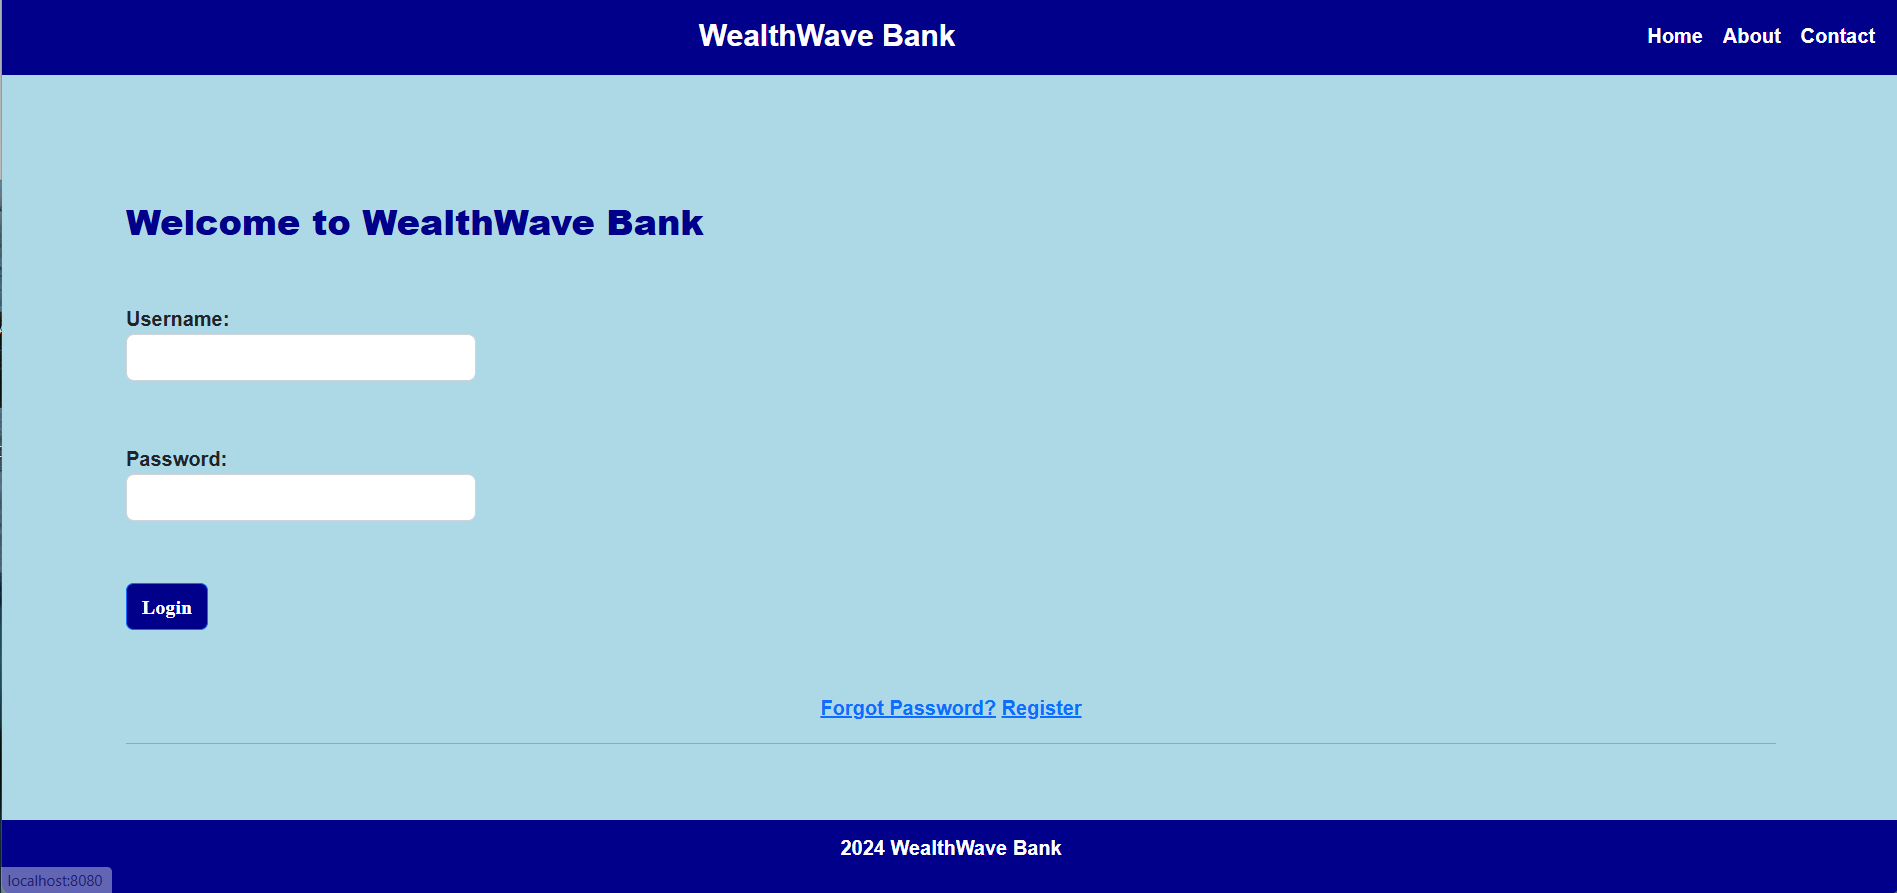 WealthWave Bank
Home About Contact
Welcome to WealthWave Bank
Username:
Password:
Login
Forgot Password? Register
2024 WealthWave Bank
localhost:8080